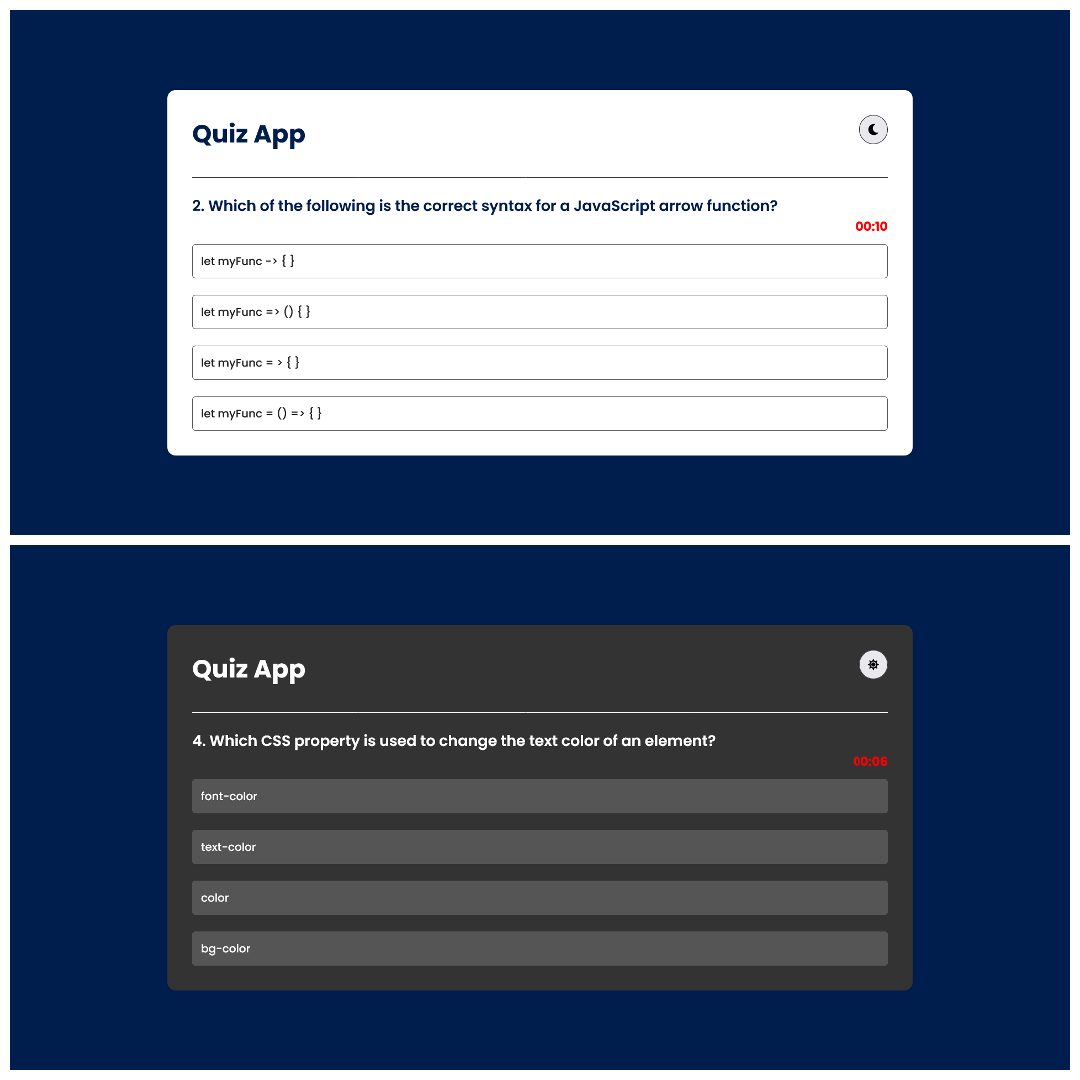 Quiz App
2. Which of the following is the correct syntax for a JavaScript arrow function?
00:10
let myFunc -> { }
let myFunc => () { }
let myFunc = > { }
let myFunc = () => { }
Quiz App
4. Which CSS property is used to change the text color of an element?
00:06
font-color
text-color
color
bg-color